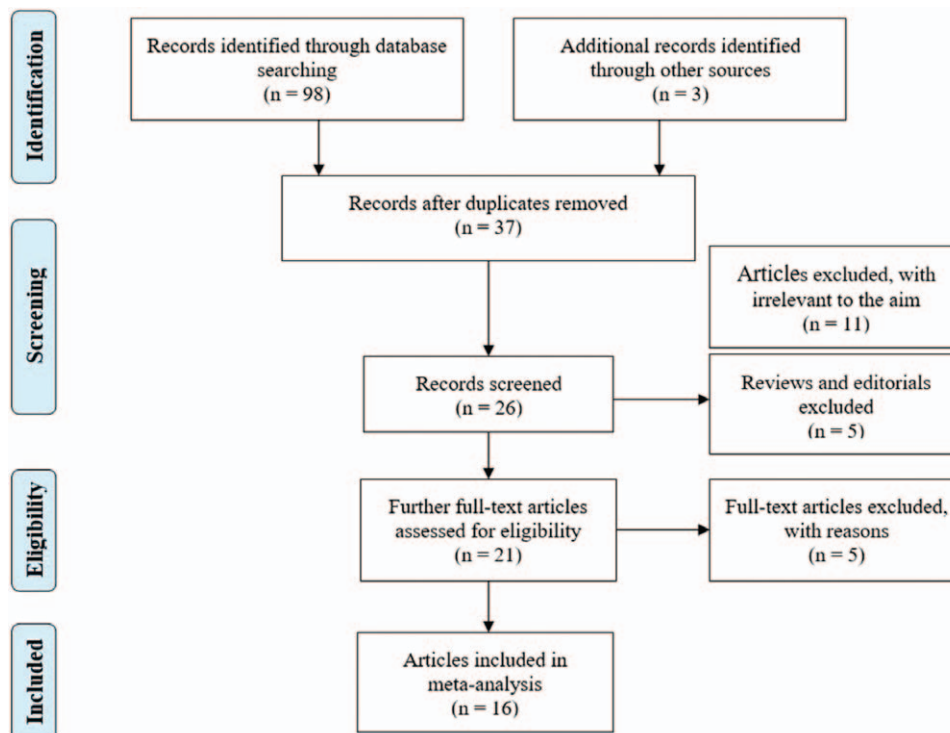 Identification
Records identified through database
searching
(n = 98)
Additional records identified
through other sources
(n = 3)
Records after duplicates removed
(n = 37)
Screening
Articles excluded, with
irrelevant to the aim
(n = 11)
Records screened
(n = 26)
Reviews and editorials
excluded
(n = 5)
Eligibility
Further full-text articles
assessed for eligibility
(n = 21)
Full-text articles excluded,
with reasons
(n = 5)
Included
Articles included in
meta-analysis
(n = 16)